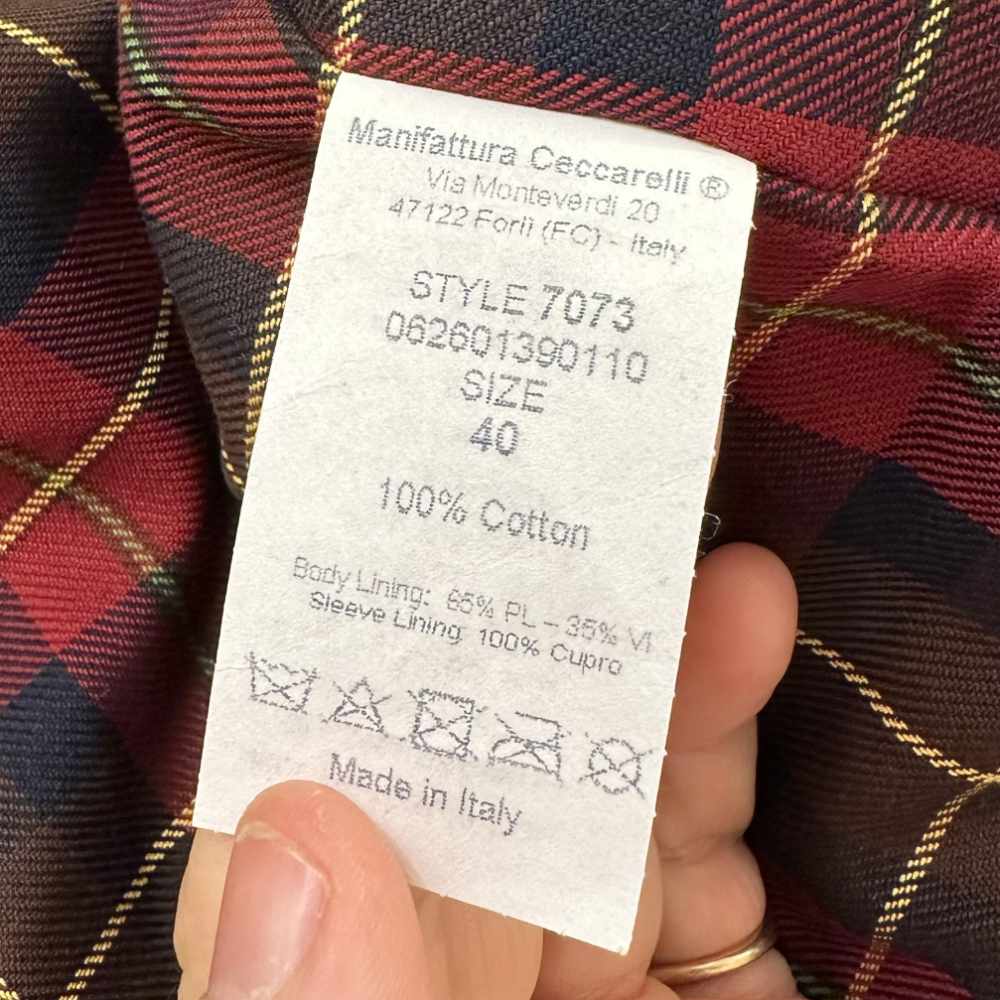 Manifattura Ceccarelli ®
Via Monteverdi 20
47122 Forlì (FC) - Italy
STYLE 7073
062601390110
SIZE
40
100% Cotton
Body Lining: 65% PL - 35% VI
Sleeve Lining: 100% Cupro
Made in Italy